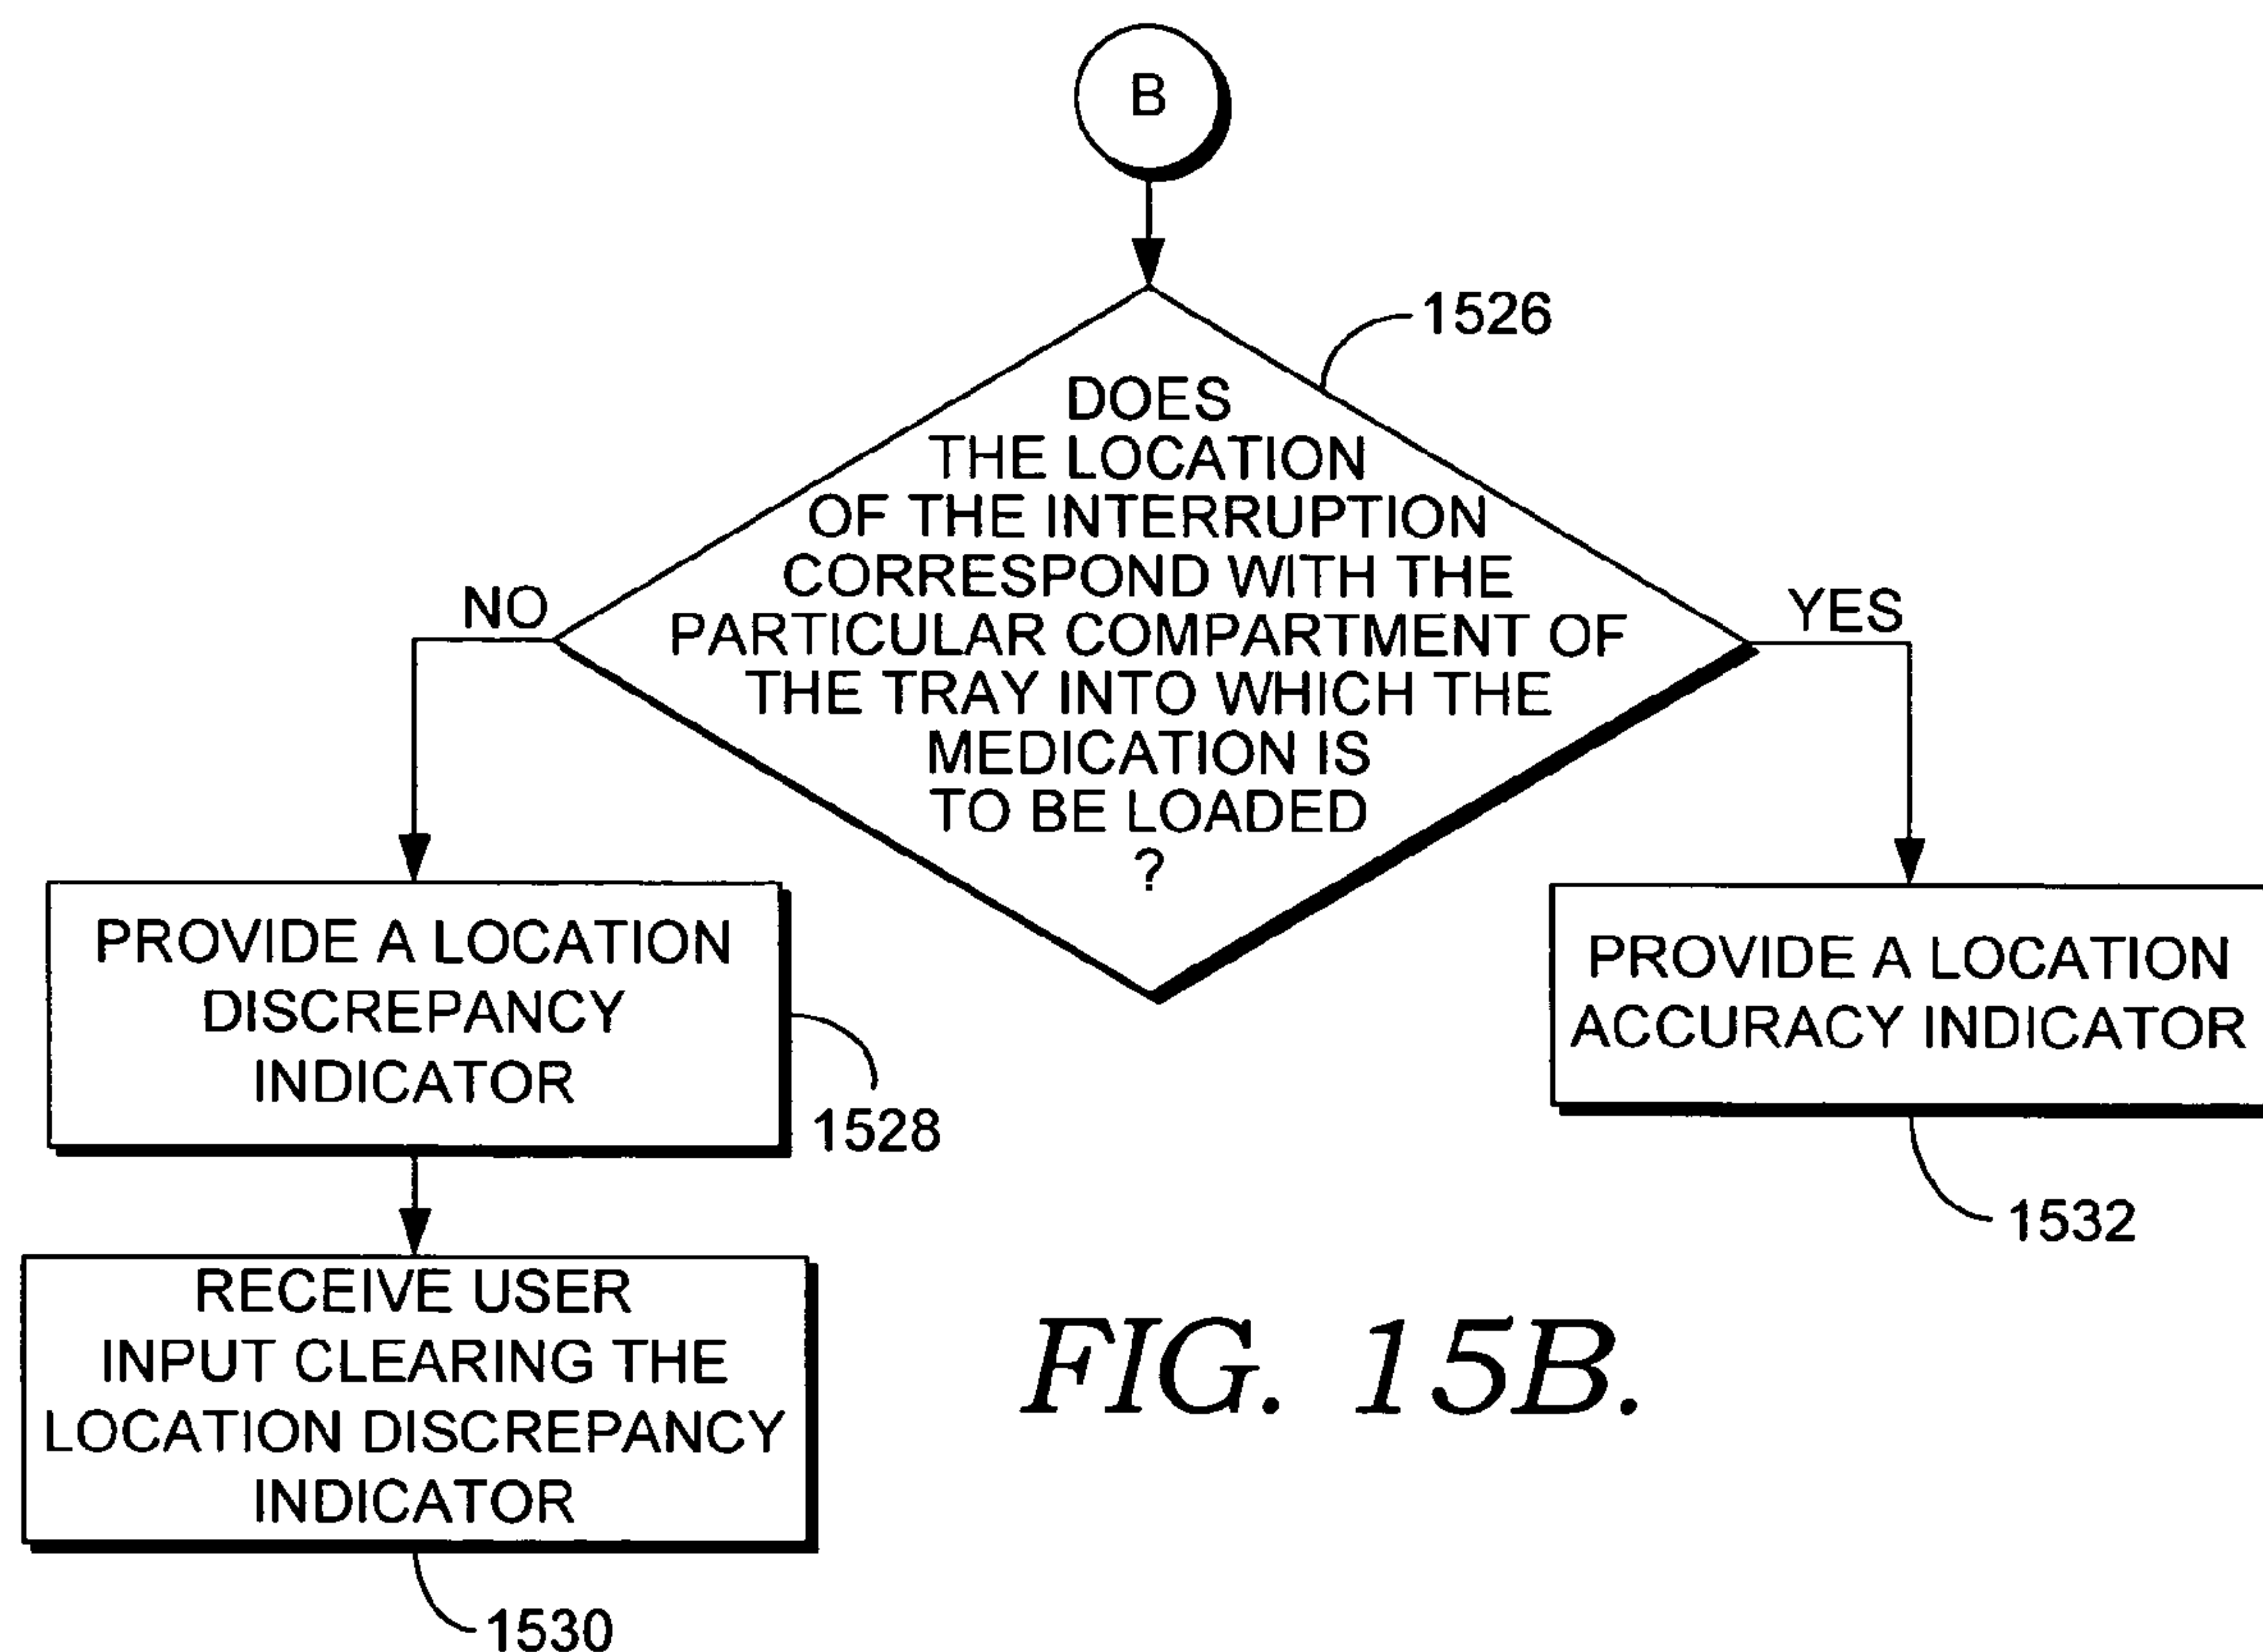 B
1526
DOES
THE LOCATION
OF THE INTERRUPTION
CORRESPOND WITH THE
PARTICULAR COMPARTMENT OF
THE TRAY INTO WHICH THE
MEDICATION IS
TO BE LOADED
?
NO
YES
PROVIDE A LOCATION
DISCREPANCY
INDICATOR
1528
PROVIDE A LOCATION
ACCURACY INDICATOR
1532
RECEIVE USER
INPUT CLEARING THE
LOCATION DISCREPANCY
INDICATOR
1530
FIG. 15B.